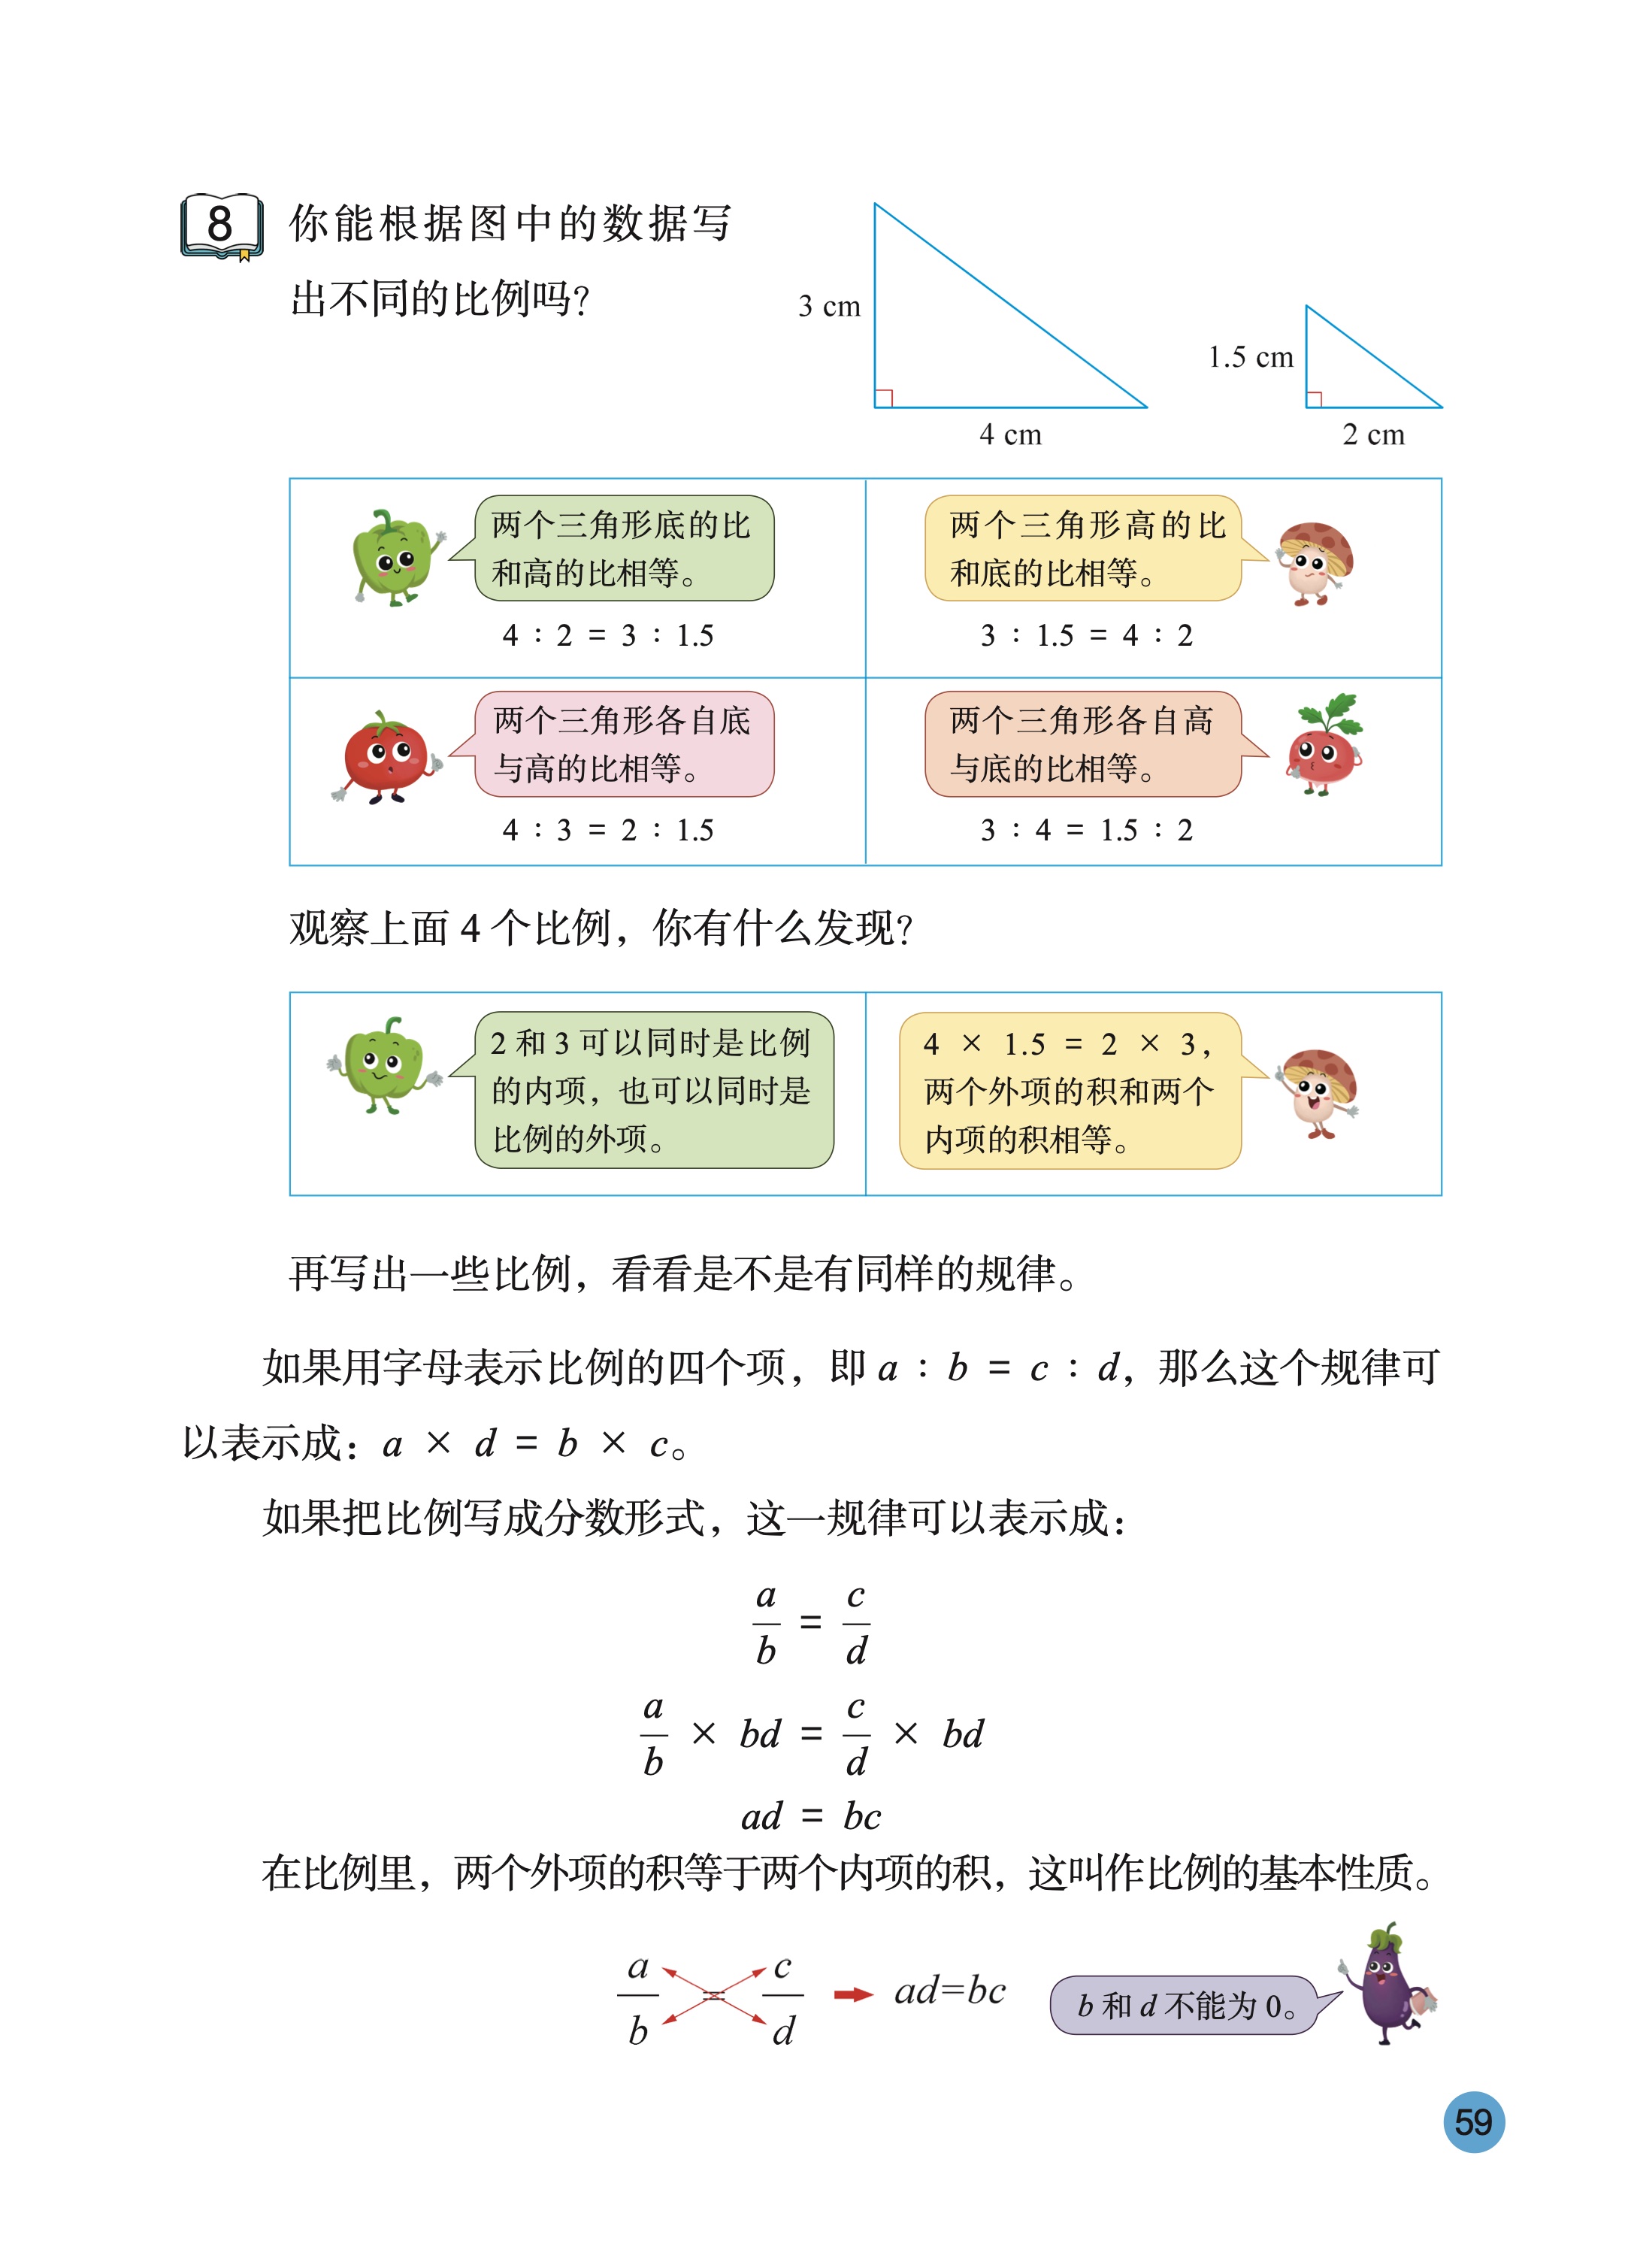 8
你能根据图中的数据写
出不同的比例吗？
3 cm
4 cm
1.5 cm
2 cm
两个三角形底的比
和高的比相等。
4 : 2 = 3 : 1.5
两个三角形高的比
和底的比相等。
3 : 1.5 = 4 : 2
两个三角形各自底
与高的比相等。
4 : 3 = 2 : 1.5
两个三角形各自高
与底的比相等。
3 : 4 = 1.5 : 2
观察上面 4 个比例，你有什么发现？
2 和 3 可以同时是比例
的内项，也可以同时是
比例的外项。
4 × 1.5 = 2 × 3，
两个外项的积和两个
内项的积相等。
再写出一些比例，看看是不是有同样的规律。
如果用字母表示比例的四个项，即 a : b = c : d，那么这个规律可
以表示成：a × d = b × c。
如果把比例写成分数形式，这一规律可以表示成：
a/b = c/d
a/b × bd = c/d × bd
ad = bc
在比例里，两个外项的积等于两个内项的积，这叫作比例的基本性质。
a/b = c/d ➡ ad=bc
b 和 d 不能为 0。
59